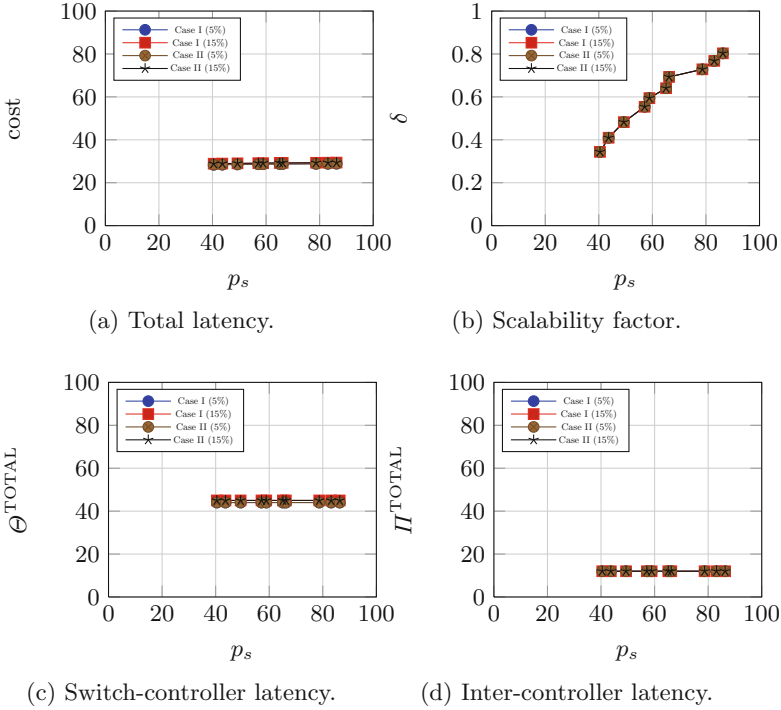 100
80
60
40
20
0
cost
0 20 40 60 80 100
p_s
Case I (5%)
Case I (15%)
Case II (5%)
Case II (15%)
(a) Total latency.
1
0.8
0.6
0.4
0.2
0
δ
0 20 40 60 80 100
p_s
Case I (5%)
Case I (15%)
Case II (5%)
Case II (15%)
(b) Scalability factor.
100
80
60
40
20
0
Θ^TOTAL
0 20 40 60 80 100
p_s
Case I (5%)
Case I (15%)
Case II (5%)
Case II (15%)
(c) Switch-controller latency.
100
80
60
40
20
0
Π^TOTAL
0 20 40 60 80 100
p_s
Case I (5%)
Case I (15%)
Case II (5%)
Case II (15%)
(d) Inter-controller latency.